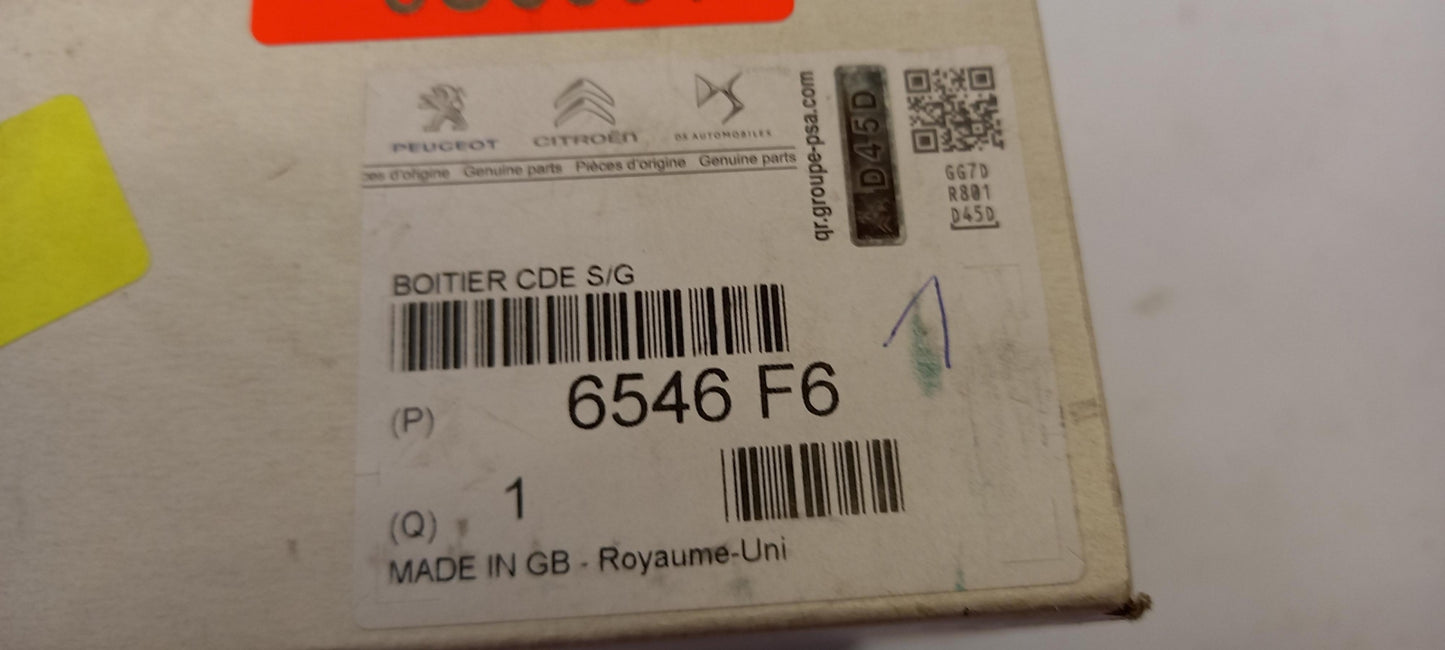 PEUGEOT CITROËN DS AUTOMOBILES
d'origine Genuine parts Pièces d'origine Genuine parts
qr.groupe-psa.com
D45D
GG7D
R801
D45D
BOITIER CDE S/G
1
(P) 6546 F6
(Q) 1
MADE IN GB - Royaume-Uni